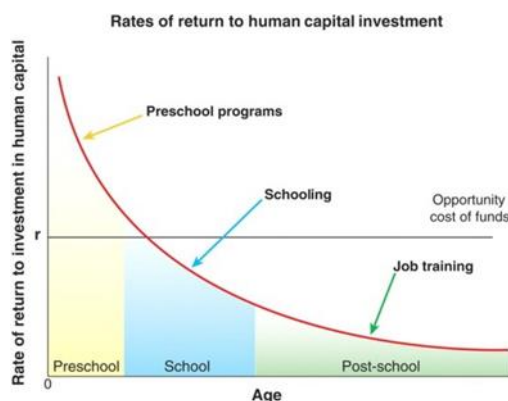 Rates of return to human capital investment
Rate of return to investment in human capital
Preschool programs
Schooling
Opportunity
cost of funds
r
Job training
Preschool
School
Post-school
0
Age